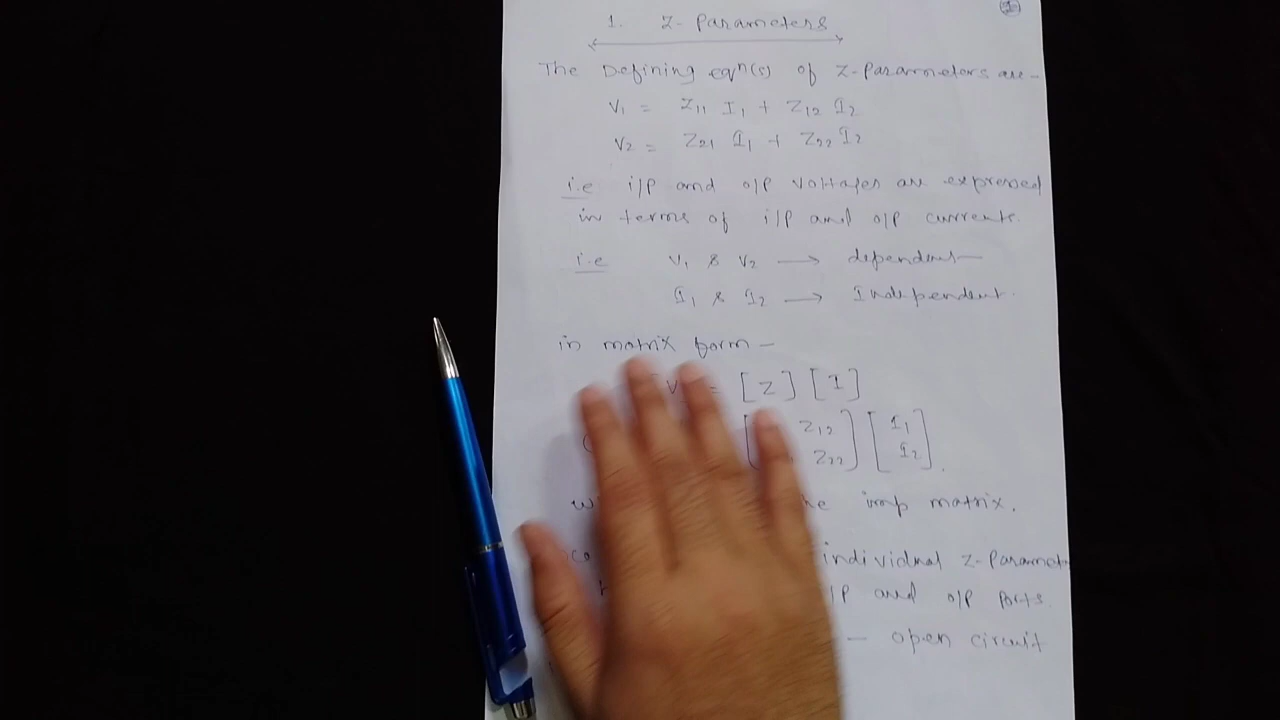 1. Z-Parameters
The Defining eqn(s) of Z-Parameters are-
V1 = Z11 I1 + Z12 I2
V2 = Z21 I1 + Z22 I2
i.e i/p and o/p voltages are expressed
in terms of i/p and o/p currents.
i.e V1 & V2 → dependent
I1 & I2 → Independent.
in matrix form -
= [Z] [I]
Z12 I1
Z22 I2
imp matrix.
individual Z-Paramet
and o/p ports
- open circuit